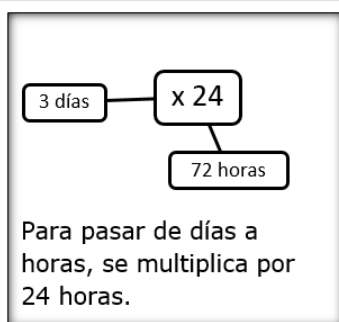 3 días
x 24
72 horas
Para pasar de días a
horas, se multiplica por
24 horas.